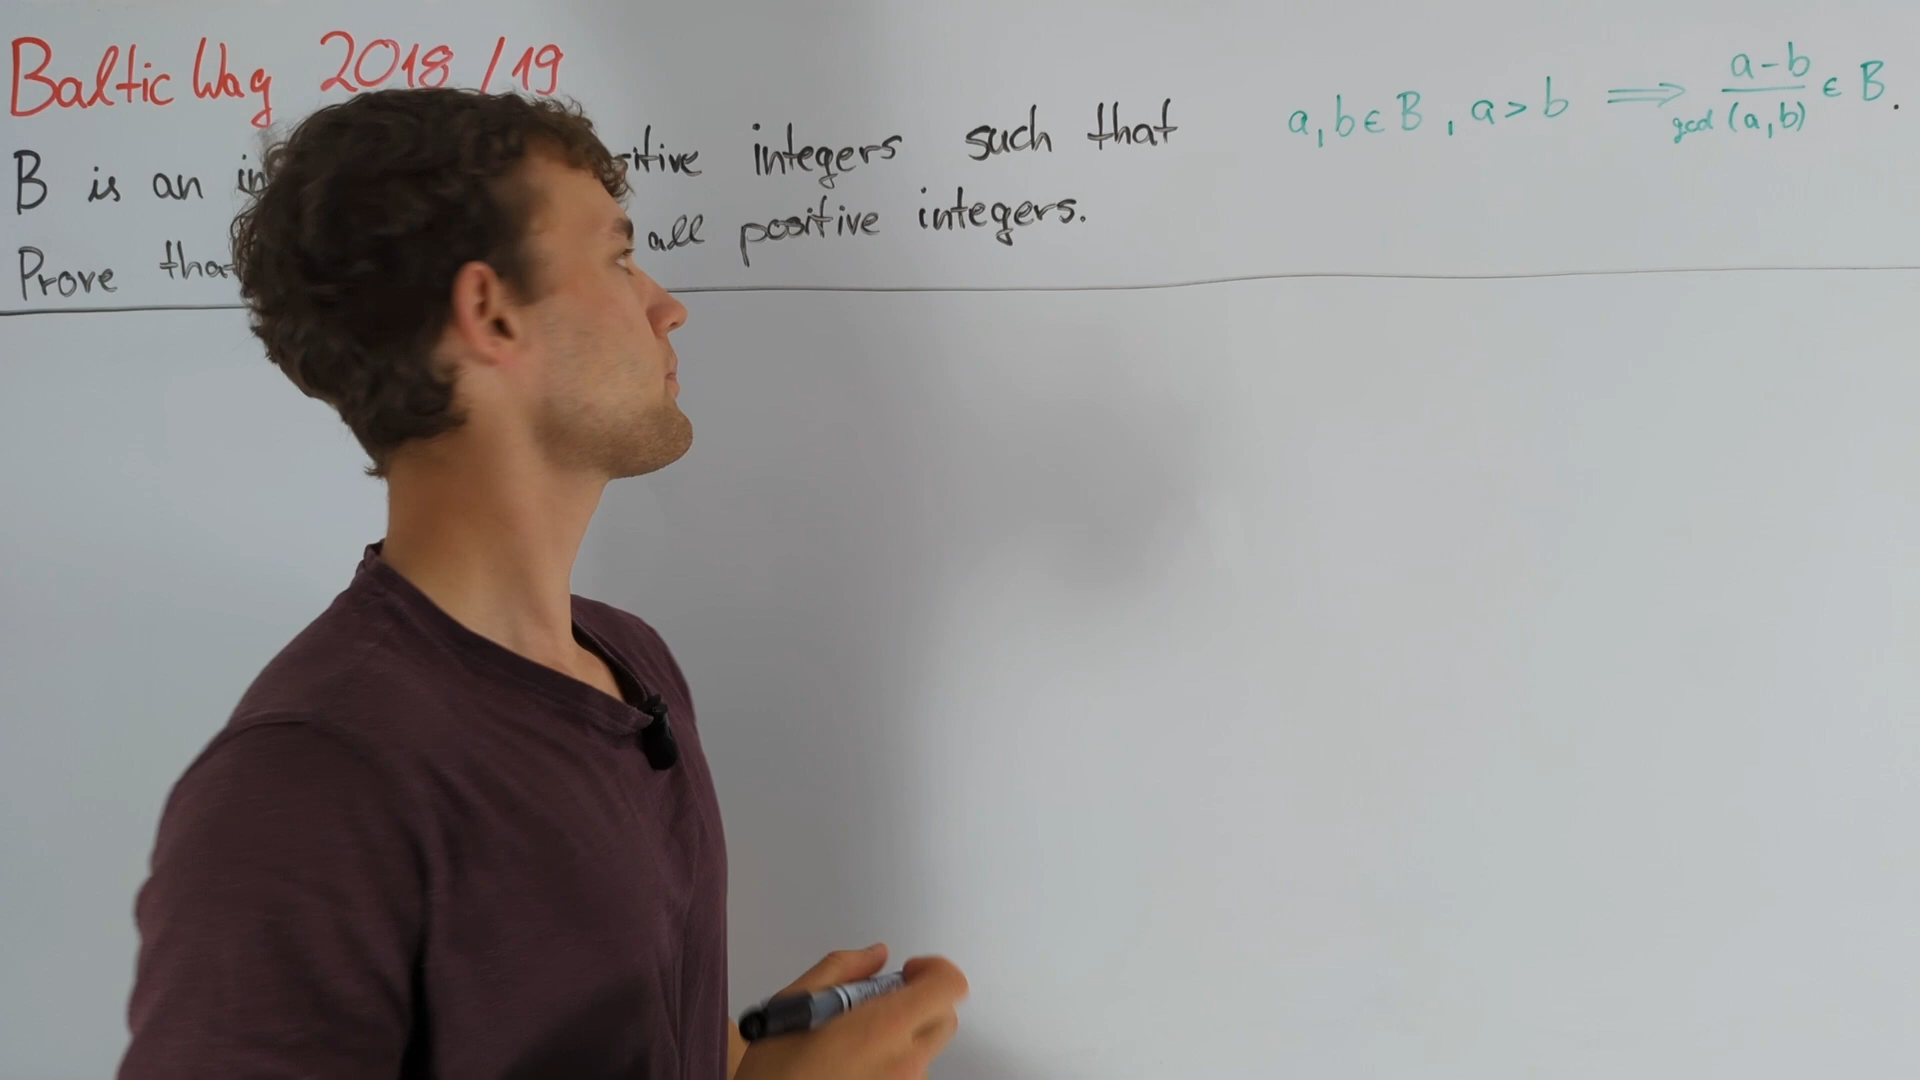 Baltic Way 2018/19
B is an in itive integers such that
a, b ∈ B, a > b ⟹ (a-b)/gcd(a,b) ∈ B.
Prove tha all positive integers.